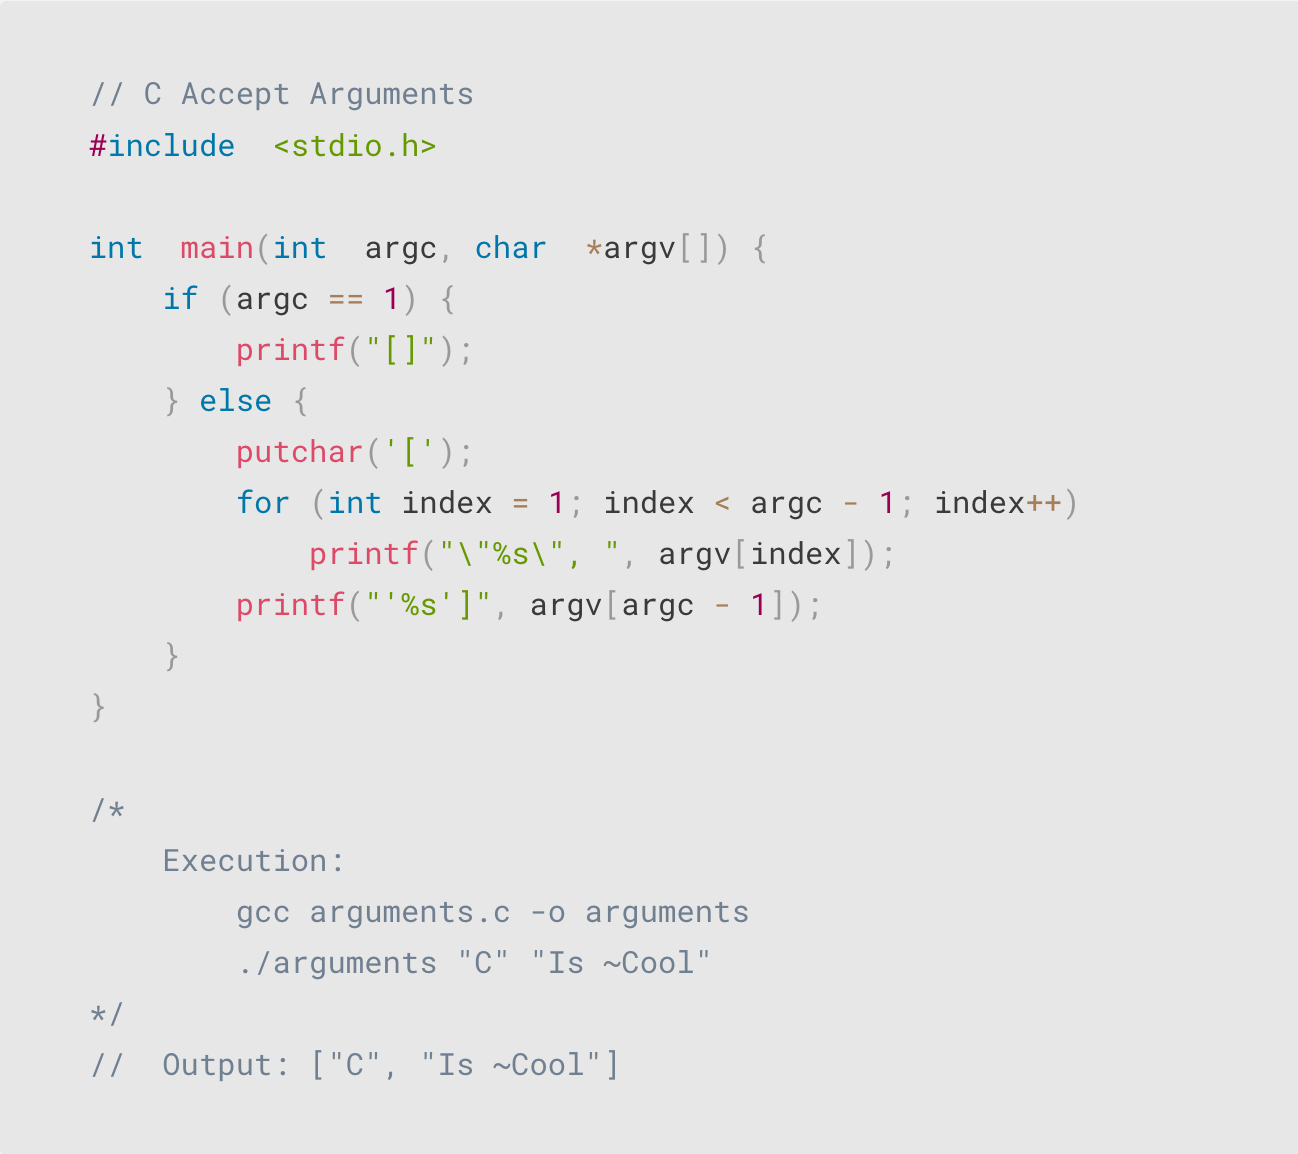 // C Accept Arguments
#include  <stdio.h>

int  main(int  argc, char  *argv[]) {
    if (argc == 1) {
        printf("[]");
    } else {
        putchar('[');
        for (int index = 1; index < argc - 1; index++)
            printf("\"%s\", ", argv[index]);
        printf("'%s']", argv[argc - 1]);
    }
}

/*
    Execution:
        gcc arguments.c -o arguments
        ./arguments "C" "Is ~Cool"
*/
//  Output: ["C", "Is ~Cool"]